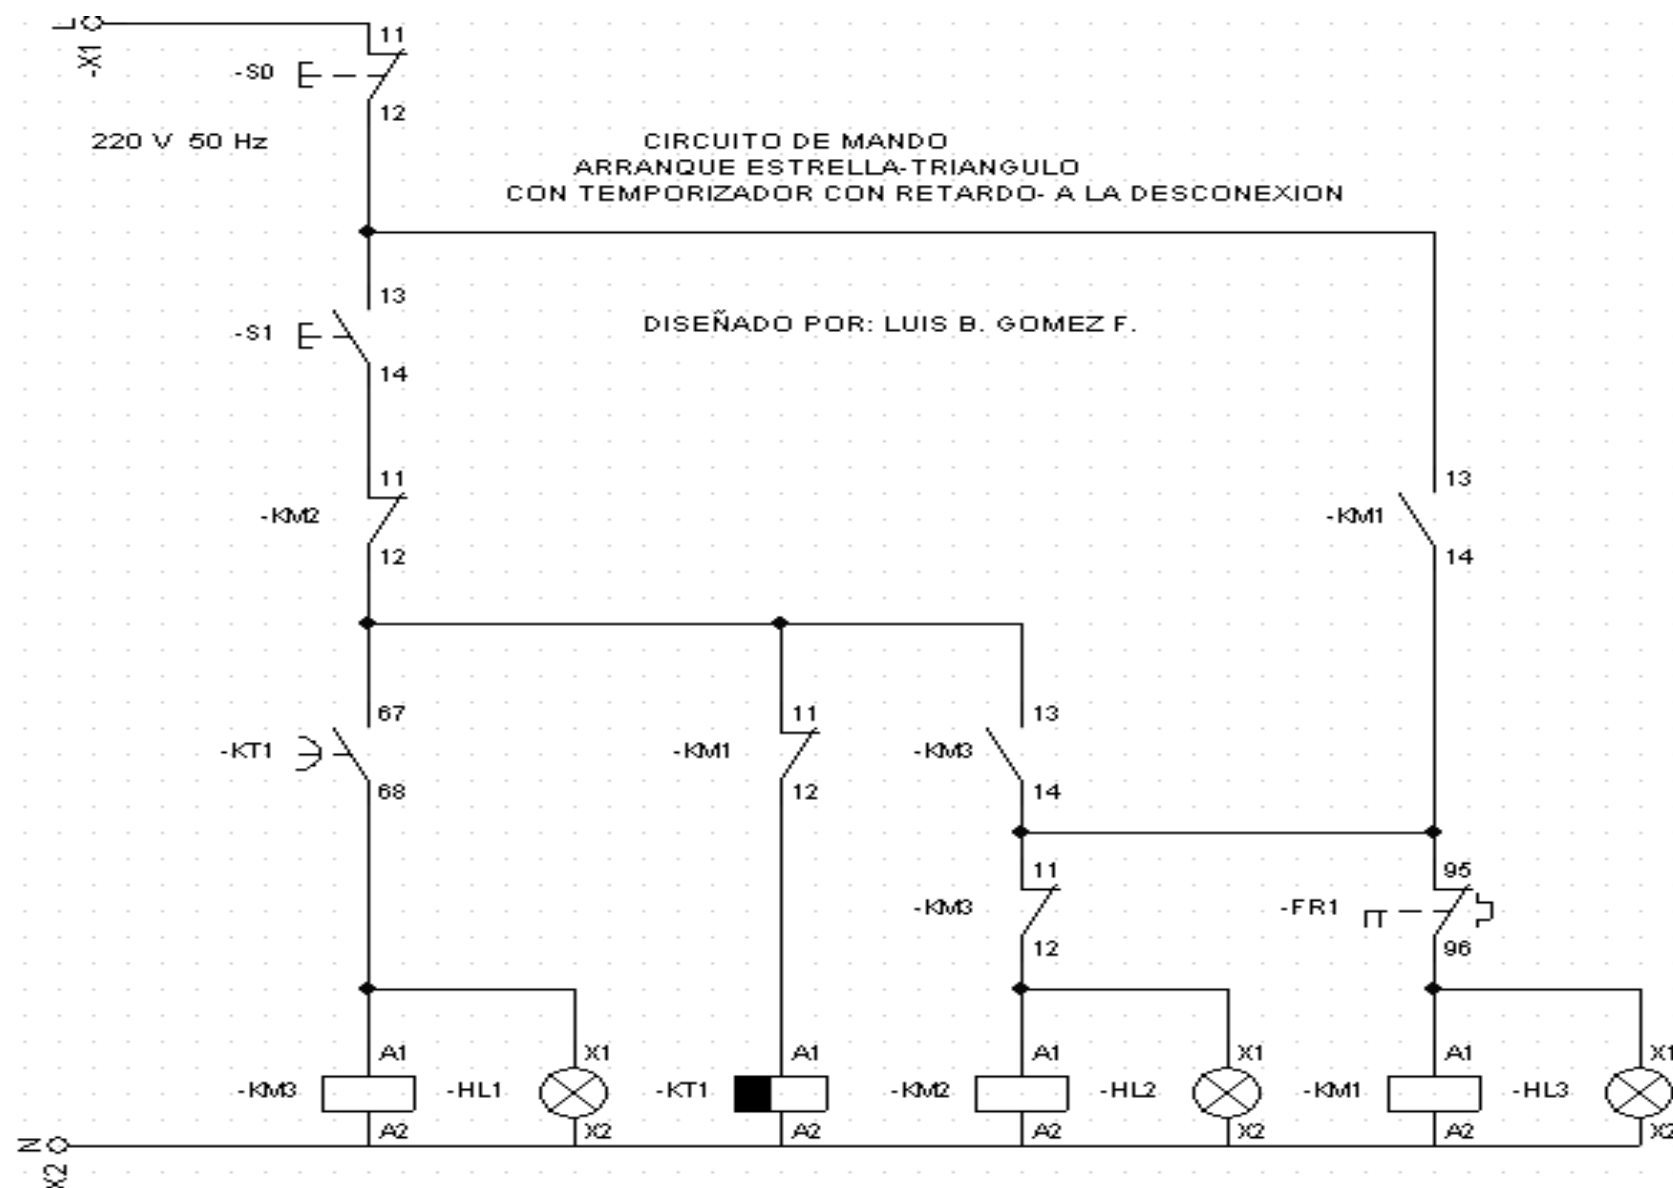 L
-X1
11
-S0
12
220 V 50 Hz
CIRCUITO DE MANDO
ARRANQUE ESTRELLA-TRIANGULO
CON TEMPORIZADOR CON RETARDO- A LA DESCONEXION
13
-S1
14
DISEÑADO POR: LUIS B. GOMEZ F.
11
-KM2
12
13
-KM1
14
67
-KT1
68
11
-KM1
12
13
-KM3
14
11
-KM3
12
95
-FR1
96
A1
-KM3
A2
X1
-HL1
X2
A1
-KT1
A2
A1
-KM2
A2
X1
-HL2
X2
A1
-KM1
A2
X1
-HL3
X2
N
X2